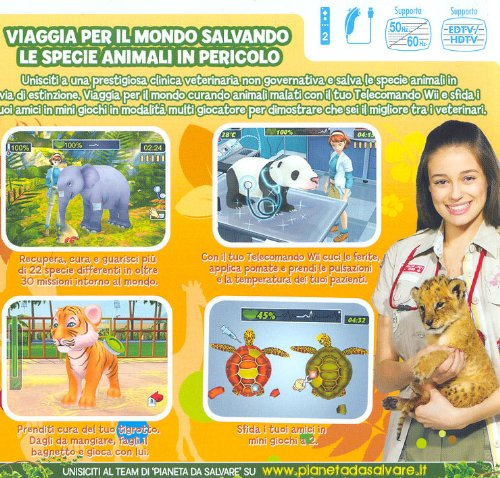 2
Supporta
50Hz
60Hz
Supporta
EDTV/
HDTV
VIAGGIA PER IL MONDO SALVANDO
LE SPECIE ANIMALI IN PERICOLO
Unisciti a una prestigiosa clinica veterinaria non governativa e salva le specie animali in
via di estinzione. Viaggia per il mondo curando animali malati con il tuo Telecomando Wii e sfida i
tuoi amici in mini giochi in modalità multi giocatore per dimostrare che sei il migliore tra i veterinari.
100%
100%
02:24
28°C
100%
04:15
Recupera, cura e guarisci più
di 22 specie differenti in oltre
30 missioni intorno al mondo.
Con il tuo Telecomando Wii cuci le ferite,
applica pomate e prendi le pulsazioni
e la temperatura dei tuoi pazienti.
45%
04:32
Prenditi cura del tuo tigrotto.
Dagli da mangiare, fagli il
bagnetto e gioca con lui.
Sfida i tuoi amici in
mini giochi a 2.
UNISCITI AL TEAM DI "PIANETA DA SALVARE" SU www.pianetadasalvare.it